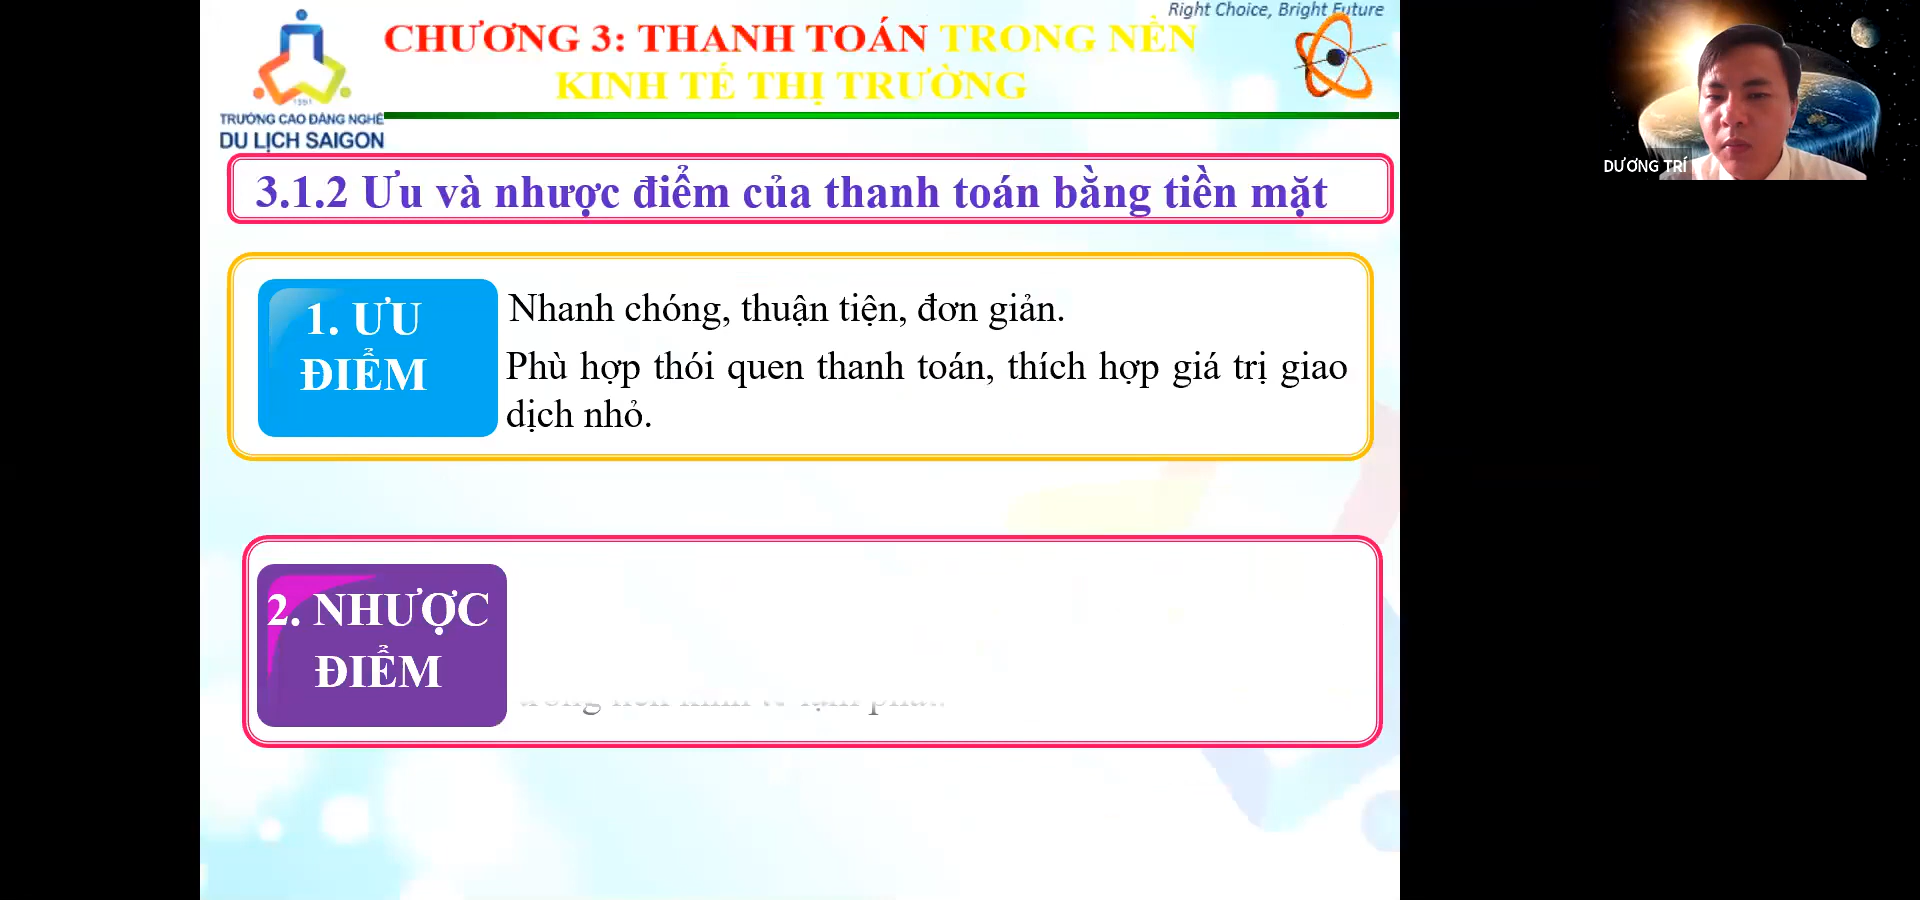 Right Choice, Bright Future
CHƯƠNG 3: THANH TOÁN TRONG NỀN
KINH TẾ THỊ TRƯỜNG
1991
TRƯỜNG CAO ĐẲNG NGHỀ
DU LỊCH SAIGON
DƯƠNG TRÍ
3.1.2 Ưu và nhược điểm của thanh toán bằng tiền mặt
1. ƯU
ĐIỂM
Nhanh chóng, thuận tiện, đơn giản.
Phù hợp thói quen thanh toán, thích hợp giá trị giao
dịch nhỏ.
2. NHƯỢC
ĐIỂM